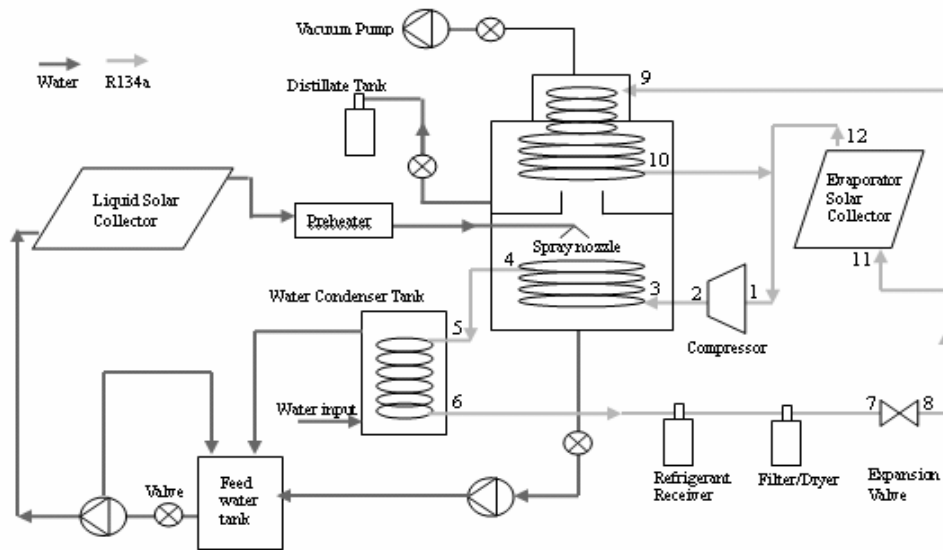 Vacuum Pump
Water
R134a
Distillate Tank
9
12
10
Liquid Solar
Collector
Evaporator
Solar
Collector
Preheater
Spray nozzle
11
4
3
2
1
Water Condenser Tank
5
Compressor
6
7
8
Water input
Valve
Feed
water
tank
Refrigerant
Receiver
Filter/Dryer
Expansion
Valve